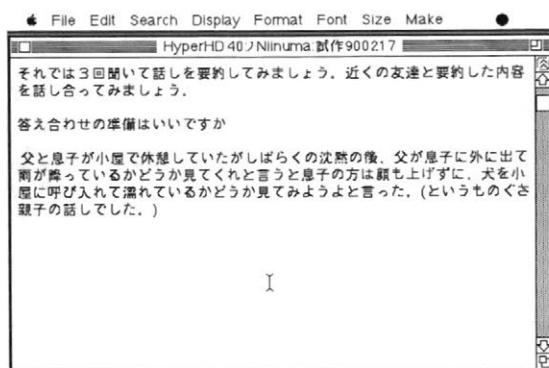 File Edit Search Display Format Font Size Make
HyperHD 40:ﾉ Niinuma:試作900217
それでは３回聞いて話しを要約してみましょう．近くの友達と要約した内容
を話し合ってみましょう．
答え合わせの準備はいいですか
父と息子が小屋で休憩していたがしばらくの沈黙の後，父が息子に外に出て
雨が降っているかどうか見てくれと言うと息子の方は顔も上げずに，犬を小
屋に呼び入れて濡れているかどうか見てみようよと言った．(というものぐさ
親子の話しでした．)